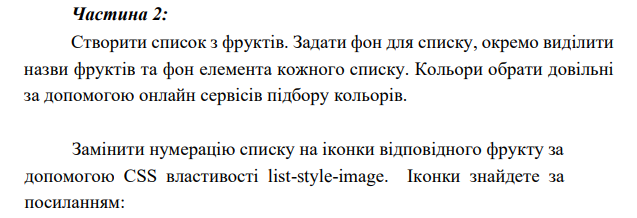 Частина 2:
Створити список з фруктів. Задати фон для списку, окремо виділити
назви фруктів та фон елемента кожного списку. Кольори обрати довільні
за допомогою онлайн сервісів підбору кольорів.
Замінити нумерацію списку на іконки відповідного фрукту за
допомогою CSS властивості list-style-image. Іконки знайдете за
посиланням: